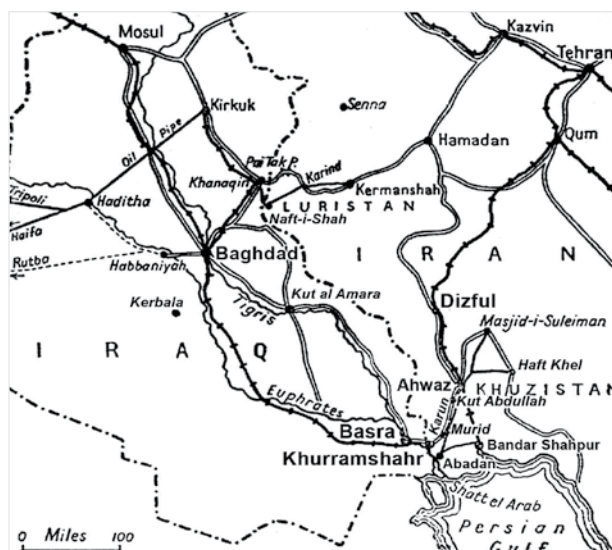 Mosul
Kazvin
Tehran
Kirkuk
Senna
Oil Pipe
Hamadan
Qum
Pai Tak P.
Karind
Khanaqin
Kermanshah
Tripoli
Haditha
LURISTAN
Naft-i-Shah
Haifa
Rutba
Baghdad
I R A N
Habbaniyah
Kerbala
Tigris
Kut al Amara
Dizful
Masjid-i-Suleiman
I R A Q
Haft Khel
Ahwaz
KHUZISTAN
Kut Abdullah
Euphrates
Karun
Basra
Murid
Bandar Shahpur
Khurramshahr
Abadan
Shatt el Arab
0 Miles 100
Persian
Gulf